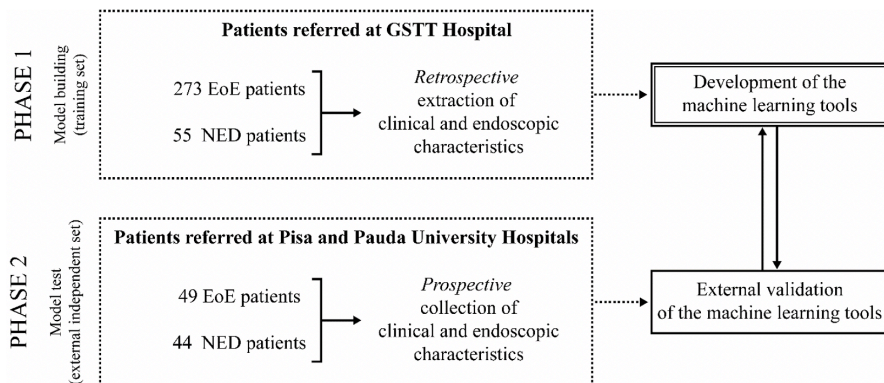 PHASE 1
Model building
(training set)
Patients referred at GSTT Hospital
273 EoE patients
55 NED patients
Retrospective
extraction of
clinical and endoscopic
characteristics
Development of the
machine learning tools
PHASE 2
Model test
(external independent set)
Patients referred at Pisa and Pauda University Hospitals
49 EoE patients
44 NED patients
Prospective
collection of
clinical and endoscopic
characteristics
External validation
of the machine learning tools